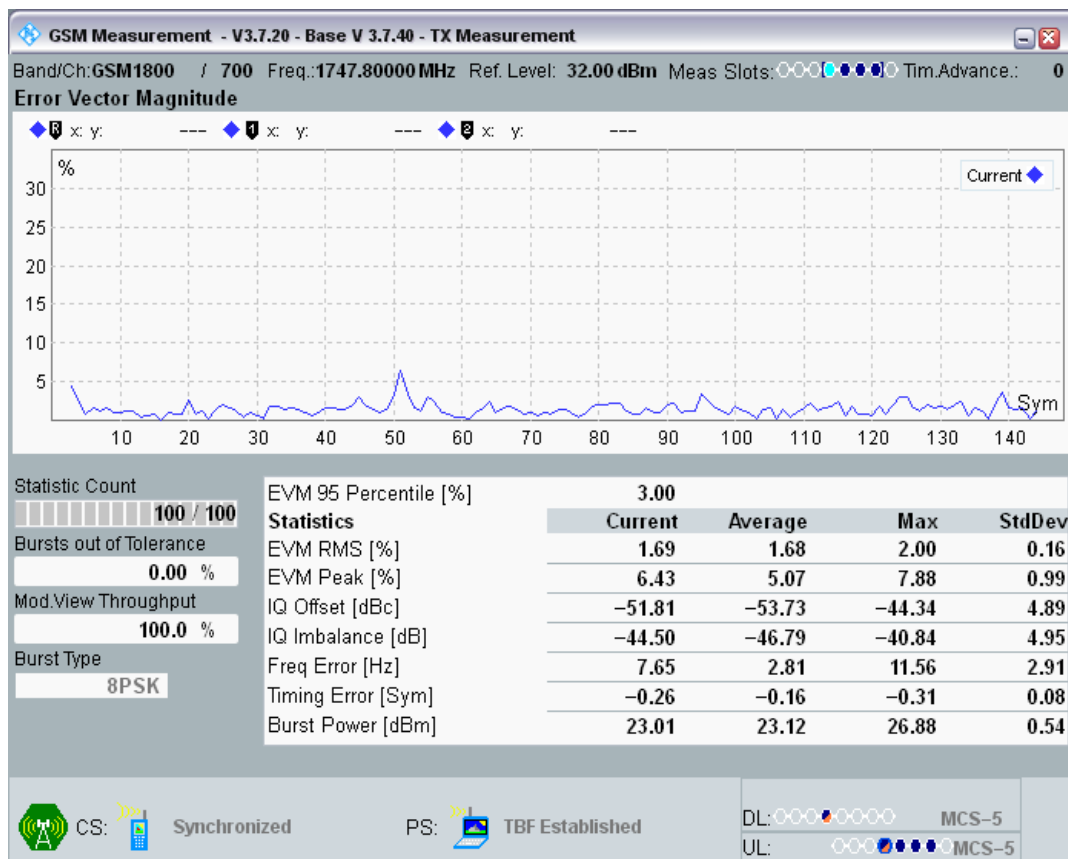 GSM Measurement - V3.7.20 - Base V 3.7.40 - TX Measurement
Band/Ch:GSM1800 / 700 Freq.:1747.80000 MHz Ref. Level: 32.00 dBm Meas Slots: Tim.Advance.: 0
Error Vector Magnitude
R x: y: --- 1 x: y: --- 2 x: y: ---
%
Current
30
25
20
15
10
5
Sym
10 20 30 40 50 60 70 80 90 100 110 120 130 140
Statistic Count
100 / 100
Bursts out of Tolerance
0.00 %
Mod.View Throughput
100.0 %
Burst Type
8PSK
EVM 95 Percentile [%] 3.00
Statistics Current Average Max StdDev
EVM RMS [%] 1.69 1.68 2.00 0.16
EVM Peak [%] 6.43 5.07 7.88 0.99
IQ Offset [dBc] −51.81 −53.73 −44.34 4.89
IQ Imbalance [dB] −44.50 −46.79 −40.84 4.95
Freq Error [Hz] 7.65 2.81 11.56 2.91
Timing Error [Sym] −0.26 −0.16 −0.31 0.08
Burst Power [dBm] 23.01 23.12 26.88 0.54
CS: Synchronized PS: TBF Established
DL: MCS−5
UL: MCS−5